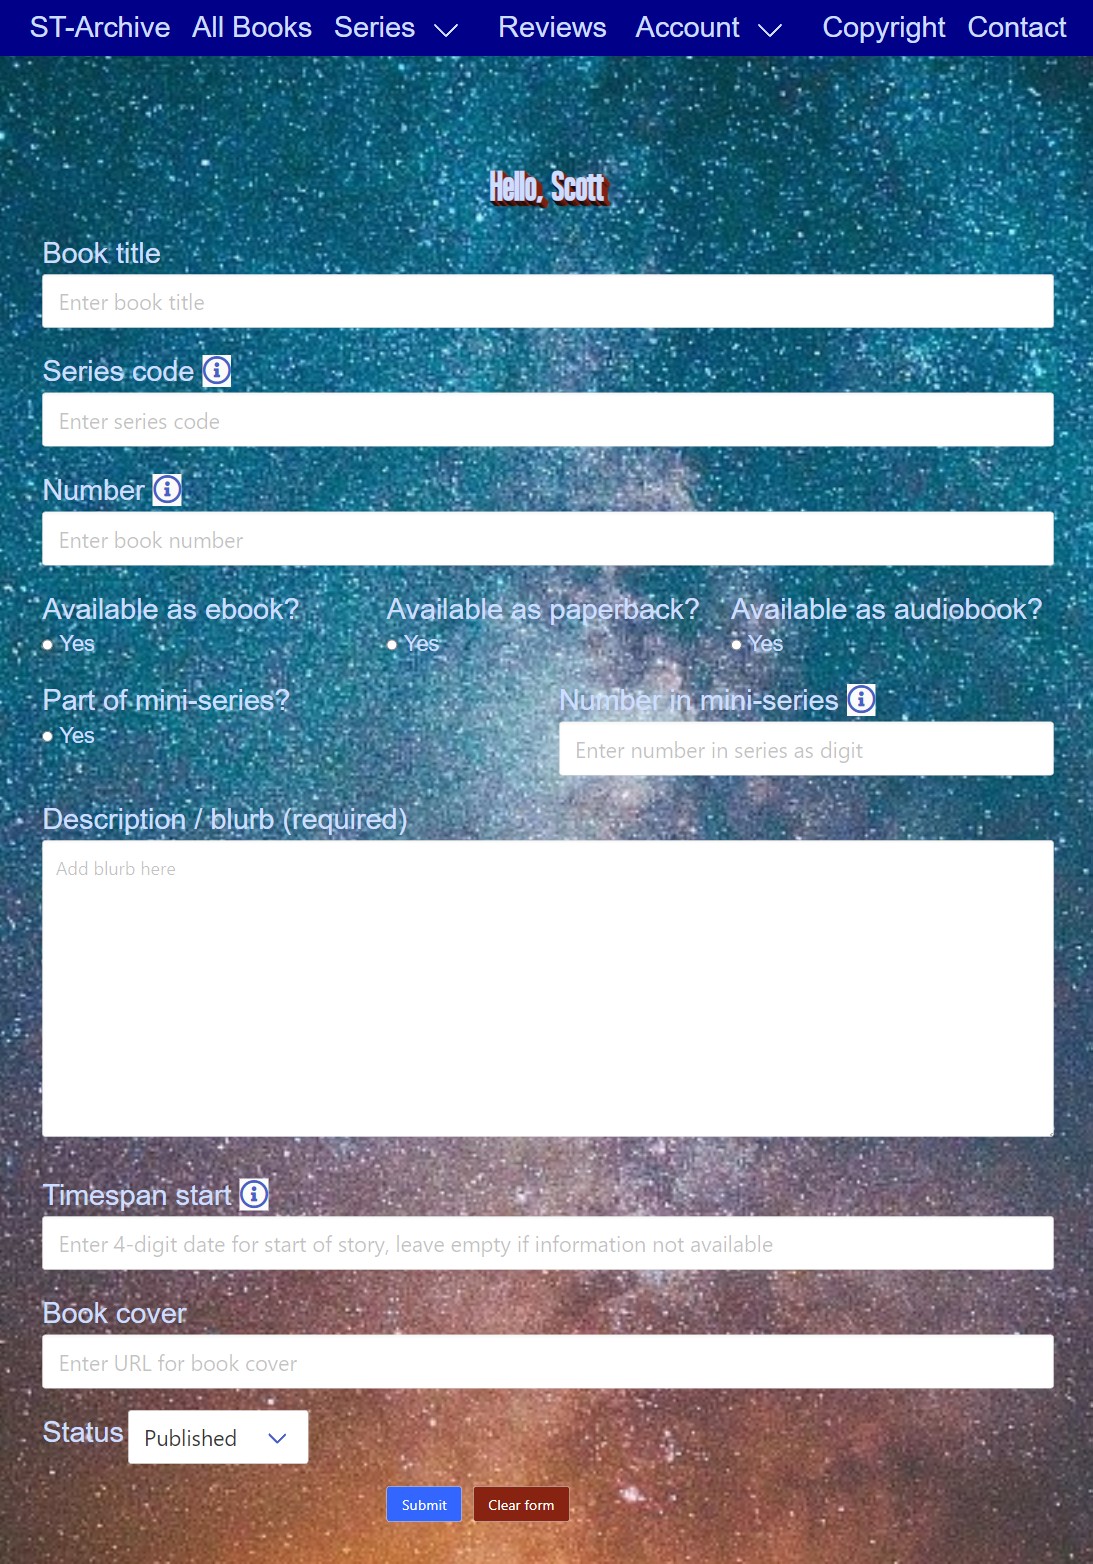 ST-Archive All Books Series Reviews Account Copyright Contact
Hello, Scott
Book title
Enter book title
Series code
Enter series code
Number
Enter book number
Available as ebook? Available as paperback? Available as audiobook?
Yes Yes Yes
Part of mini-series? Number in mini-series
Yes
Enter number in series as digit
Description / blurb (required)
Add blurb here
Timespan start
Enter 4-digit date for start of story, leave empty if information not available
Book cover
Enter URL for book cover
Status Published
Submit Clear form